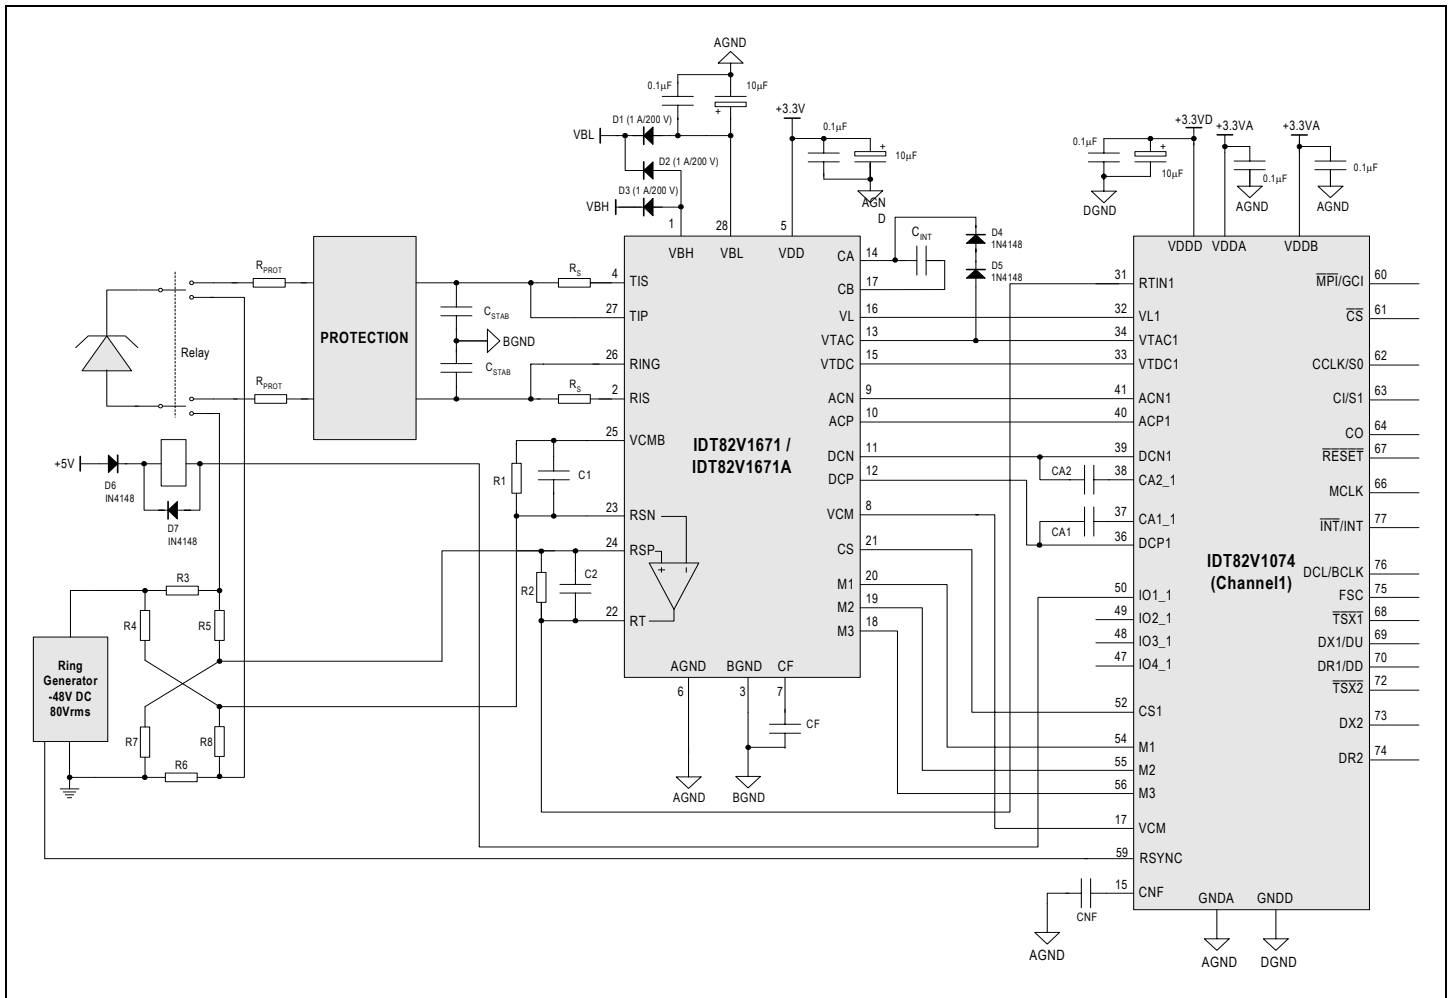 AGND
0.1µF
10µF
D1 (1 A/200 V)
VBL
D2 (1 A/200 V)
D3 (1 A/200 V)
VBH
+3.3V
0.1µF
10µF
AGN
D
+3.3VD
+3.3VA
+3.3VA
0.1µF
10µF
0.1µF
0.1µF
DGND
AGND
AGND
1
28
5
VBH
VBL
VDD
VDDD
VDDA
VDDB
R_PROT
PROTECTION
R_S
4
TIS
27
TIP
C_STAB
BGND
C_STAB
26
RING
Relay
R_PROT
R_S
2
RIS
25
VCMB
R1
C1
23
RSN
24
RSP
+
-
R2
C2
22
RT
IDT82V1671 /
IDT82V1671A
CA
14
C_INT
D4
1N4148
D5
1N4148
CB
17
VL
16
VTAC
13
VTDC
15
ACN
9
ACP
10
DCN
11
DCP
12
VCM
8
CS
21
M1
20
M2
19
M3
18
AGND
BGND
CF
6
3
7
CF
AGND
BGND
+5V
D6
IN4148
D7
IN4148
R3
R4
R5
Ring
Generator
-48V DC
80Vrms
R7
R8
R6
31
RTIN1
32
VL1
34
VTAC1
33
VTDC1
41
ACN1
40
ACP1
39
DCN1
CA2
38
CA2_1
37
CA1_1
CA1
36
DCP1
IDT82V1074
(Channel1)
50
IO1_1
49
IO2_1
48
IO3_1
47
IO4_1
52
CS1
54
M1
55
M2
56
M3
17
VCM
59
RSYNC
15
CNF
CNF
AGND
GNDA
GNDD
AGND
DGND
MPI/GCI
60
CS
61
CCLK/S0
62
CI/S1
63
CO
64
RESET
67
MCLK
66
INT/INT
77
DCL/BCLK
76
FSC
75
TSX1
68
DX1/DU
69
DR1/DD
70
TSX2
72
DX2
73
DR2
74